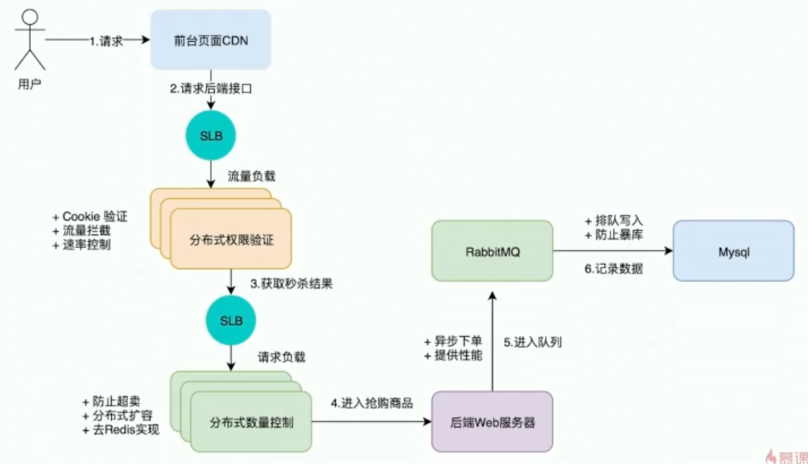 用户
1.请求
前台页面CDN
2.请求后端接口
SLB
流量负载
+ Cookie 验证
+ 流量拦截
+ 速率控制
分布式权限验证
3.获取秒杀结果
SLB
请求负载
+ 防止超卖
+ 分布式扩容
+ 去Redis实现
分布式数量控制
4.进入抢购商品
后端Web服务器
+ 异步下单
+ 提供性能
5.进入队列
RabbitMQ
+ 排队写入
+ 防止暴库
6.记录数据
Mysql
慕课